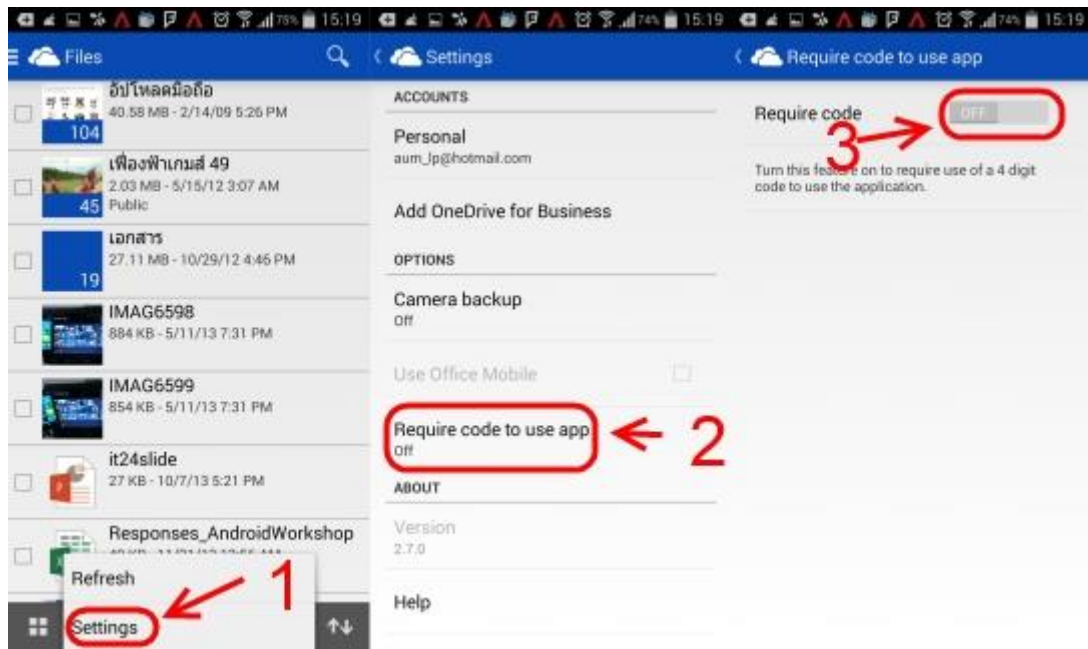 78% 15:19
Files
อัปโหลดมือถือ
40.58 MB - 2/14/09 5:26 PM
104
เฟื่องฟ้าเกมส์ 49
2.03 MB - 5/15/12 3:07 AM
45 Public
เอกสาร
27.11 MB - 10/29/12 4:46 PM
19
IMAG6598
884 KB - 5/11/13 7:31 PM
IMAG6599
854 KB - 5/11/13 7:31 PM
it24slide
27 KB - 10/7/13 5:21 PM
Responses_AndroidWorkshop
Refresh
1
Settings
74% 15:19
Settings
ACCOUNTS
Personal
aum_lp@hotmail.com
Add OneDrive for Business
OPTIONS
Camera backup
Off
Use Office Mobile
Require code to use app
Off
2
ABOUT
Version
2.7.0
Help
74% 15:19
Require code to use app
Require code OFF
3
Turn this feature on to require use of a 4 digit
code to use the application.